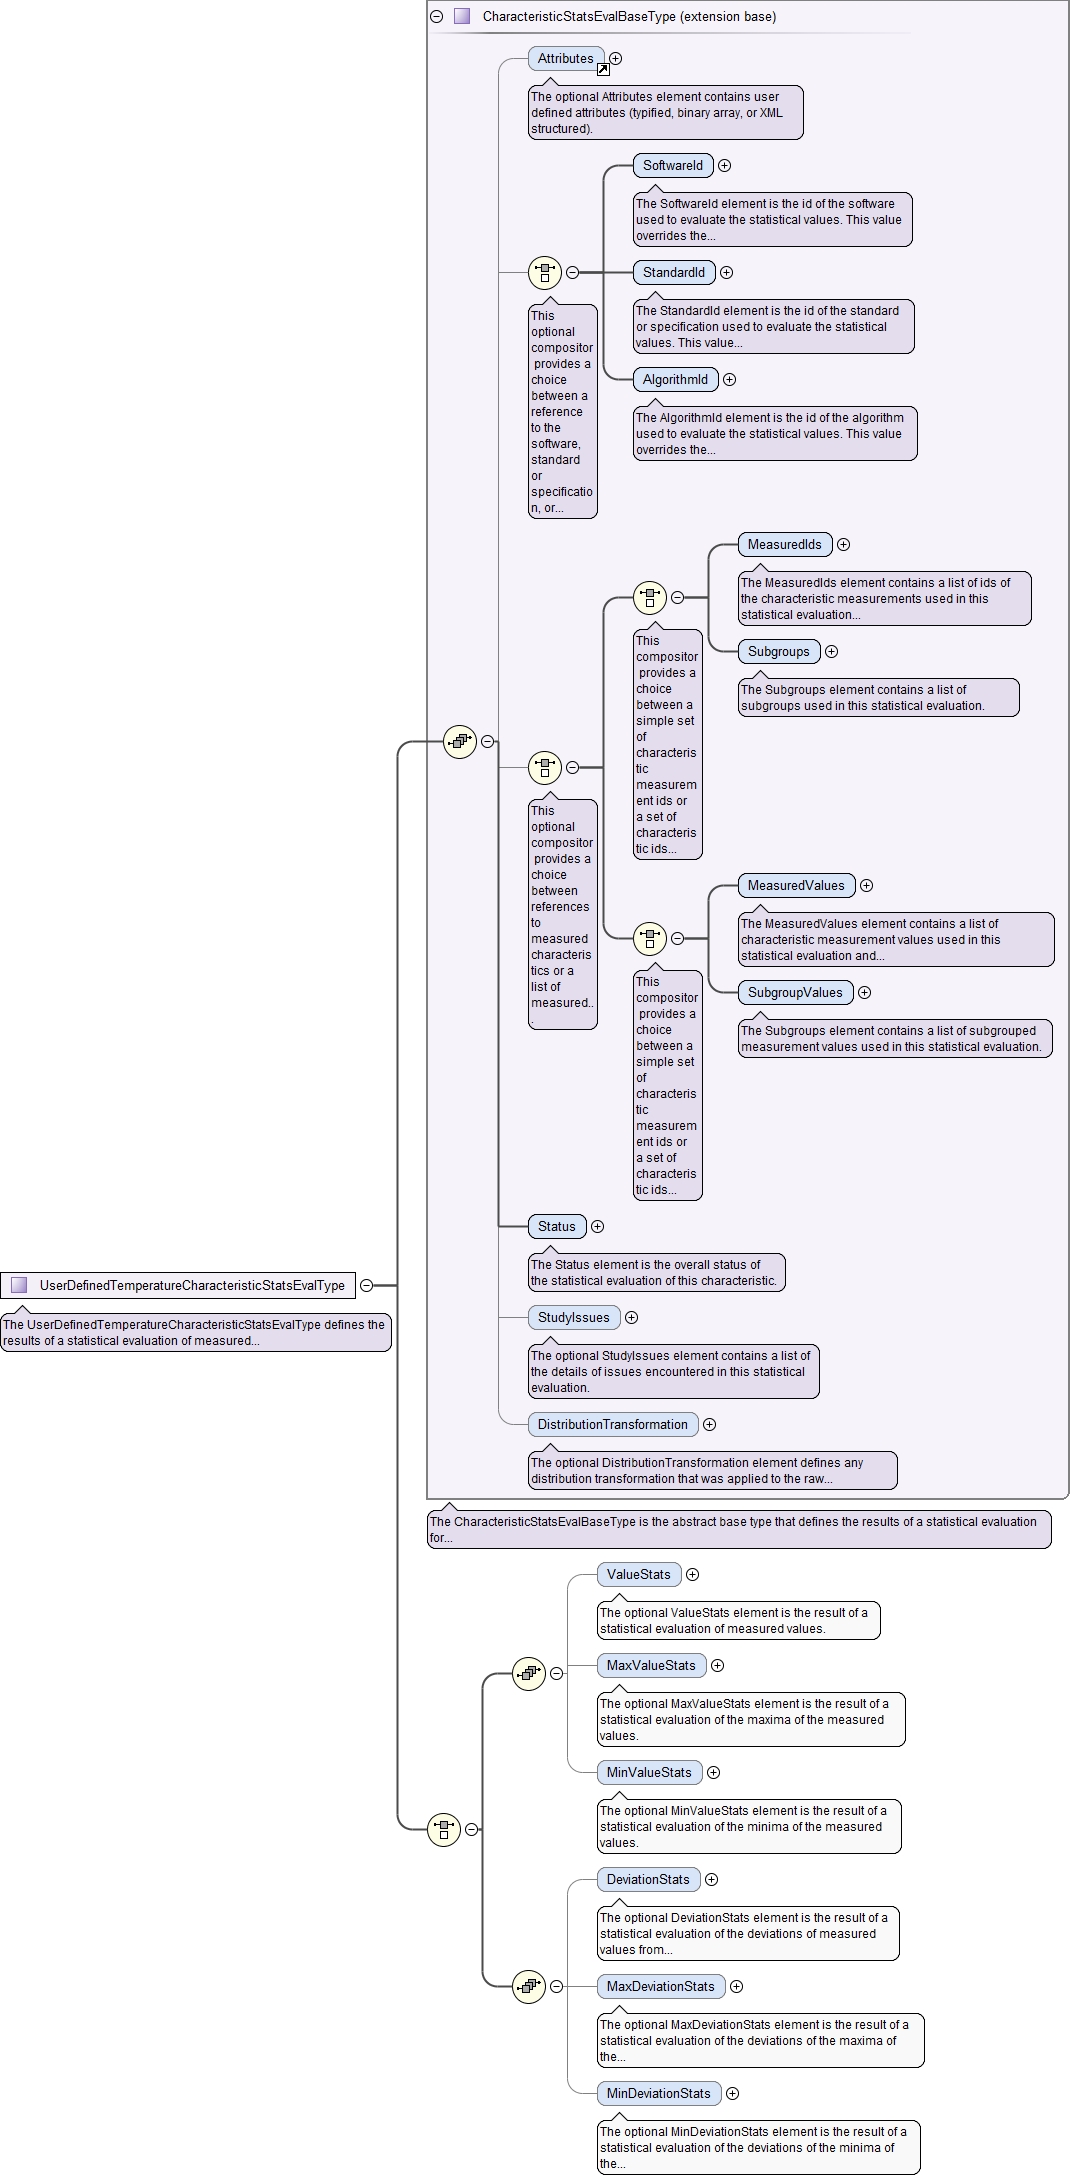 CharacteristicStatsEvalBaseType (extension base)
Attributes
The optional Attributes element contains user
defined attributes (typified, binary array, or XML
structured).
SoftwareId
The SoftwareId element is the id of the software
used to evaluate the statistical values. This value
overrides the...
StandardId
The StandardId element is the id of the standard
or specification used to evaluate the statistical
values. This value...
This
optional
compositor
provides a
choice
between a
reference
to the
software,
standard
or
specificatio
n, or...
AlgorithmId
The AlgorithmId element is the id of the algorithm
used to evaluate the statistical values. This value
overrides the...
MeasuredIds
The MeasuredIds element contains a list of ids of
the characteristic measurements used in this
statistical evaluation...
This
compositor
provides a
choice
between a
simple set
of
characteris
tic
measurem
ent ids or
a set of
characteris
tic ids...
Subgroups
The Subgroups element contains a list of
subgroups used in this statistical evaluation.
This
optional
compositor
provides a
choice
between
references
to
measured
characteris
tics or a
list of
measured..
.
MeasuredValues
The MeasuredValues element contains a list of
characteristic measurement values used in this
statistical evaluation and...
This
compositor
provides a
choice
between a
simple set
of
characteris
tic
measurem
ent ids or
a set of
characteris
tic ids...
SubgroupValues
The Subgroups element contains a list of subgrouped
measurement values used in this statistical evaluation.
Status
The Status element is the overall status of
the statistical evaluation of this characteristic.
UserDefinedTemperatureCharacteristicStatsEvalType
The UserDefinedTemperatureCharacteristicStatsEvalType defines the
results of a statistical evaluation of measured...
StudyIssues
The optional StudyIssues element contains a list of
the details of issues encountered in this statistical
evaluation.
DistributionTransformation
The optional DistributionTransformation element defines any
distribution transformation that was applied to the raw...
The CharacteristicStatsEvalBaseType is the abstract base type that defines the results of a statistical evaluation
for...
ValueStats
The optional ValueStats element is the result of a
statistical evaluation of measured values.
MaxValueStats
The optional MaxValueStats element is the result of a
statistical evaluation of the maxima of the measured
values.
MinValueStats
The optional MinValueStats element is the result of a
statistical evaluation of the minima of the measured
values.
DeviationStats
The optional DeviationStats element is the result of a
statistical evaluation of the deviations of measured
values from...
MaxDeviationStats
The optional MaxDeviationStats element is the result of a
statistical evaluation of the deviations of the maxima of
the...
MinDeviationStats
The optional MinDeviationStats element is the result of a
statistical evaluation of the deviations of the minima of
the...